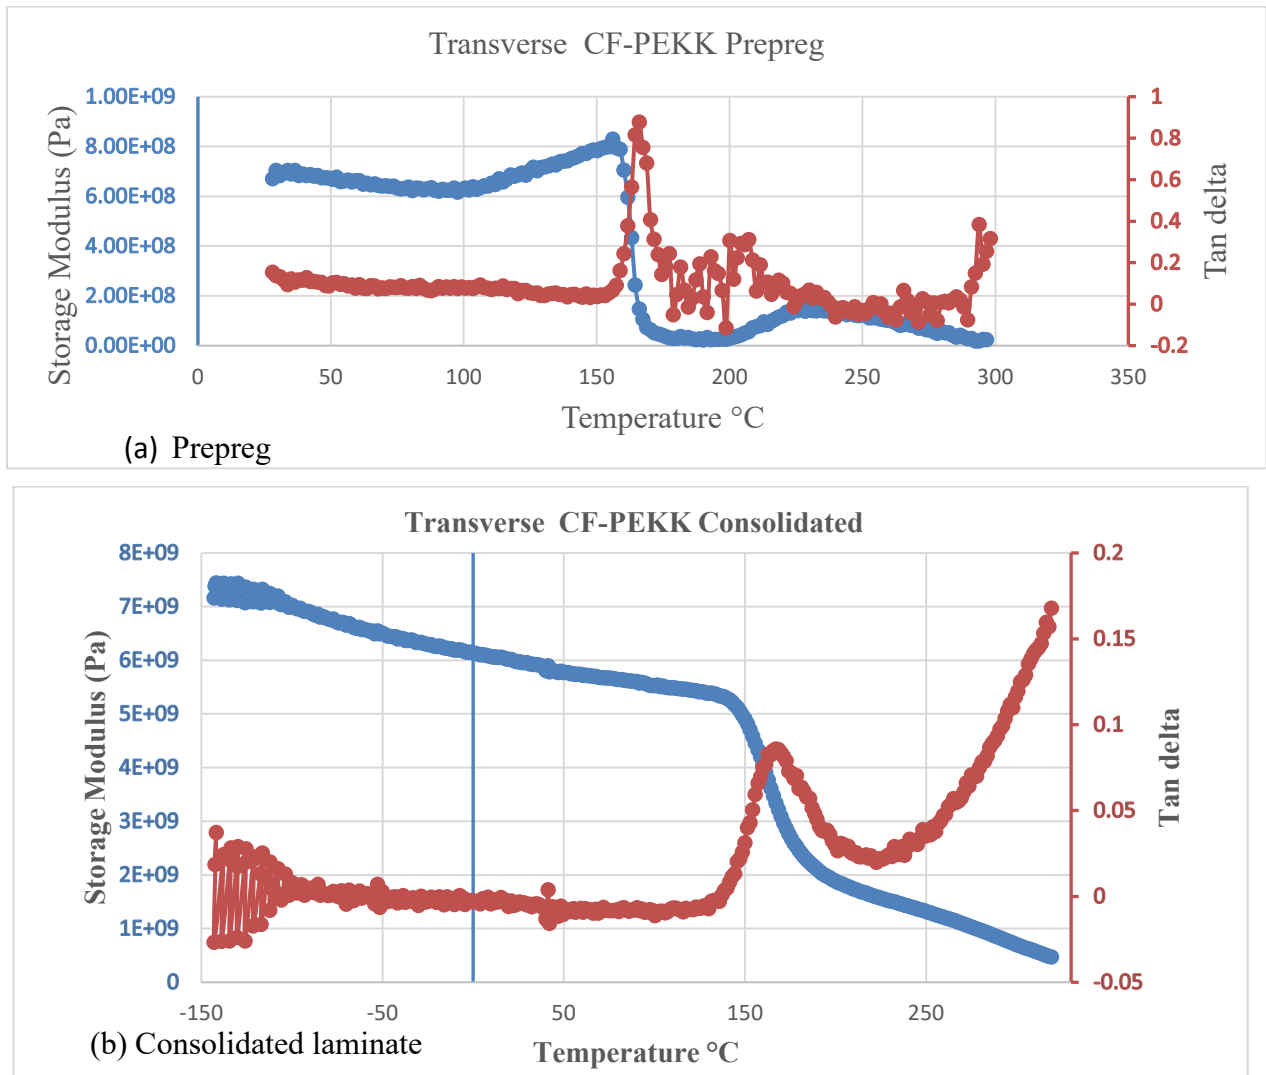 Transverse CF-PEKK Prepreg
Storage Modulus (Pa)
1.00E+09
8.00E+08
6.00E+08
4.00E+08
2.00E+08
0.00E+00
1
0.8
0.6
0.4
0.2
0
-0.2
Tan delta
0 50 100 150 200 250 300 350
Temperature °C
(a) Prepreg
Transverse CF-PEKK Consolidated
Storage Modulus (Pa)
8E+09
7E+09
6E+09
5E+09
4E+09
3E+09
2E+09
1E+09
0
0.2
0.15
0.1
0.05
0
-0.05
Tan delta
-150 -50 50 150 250
Temperature °C
(b) Consolidated laminate